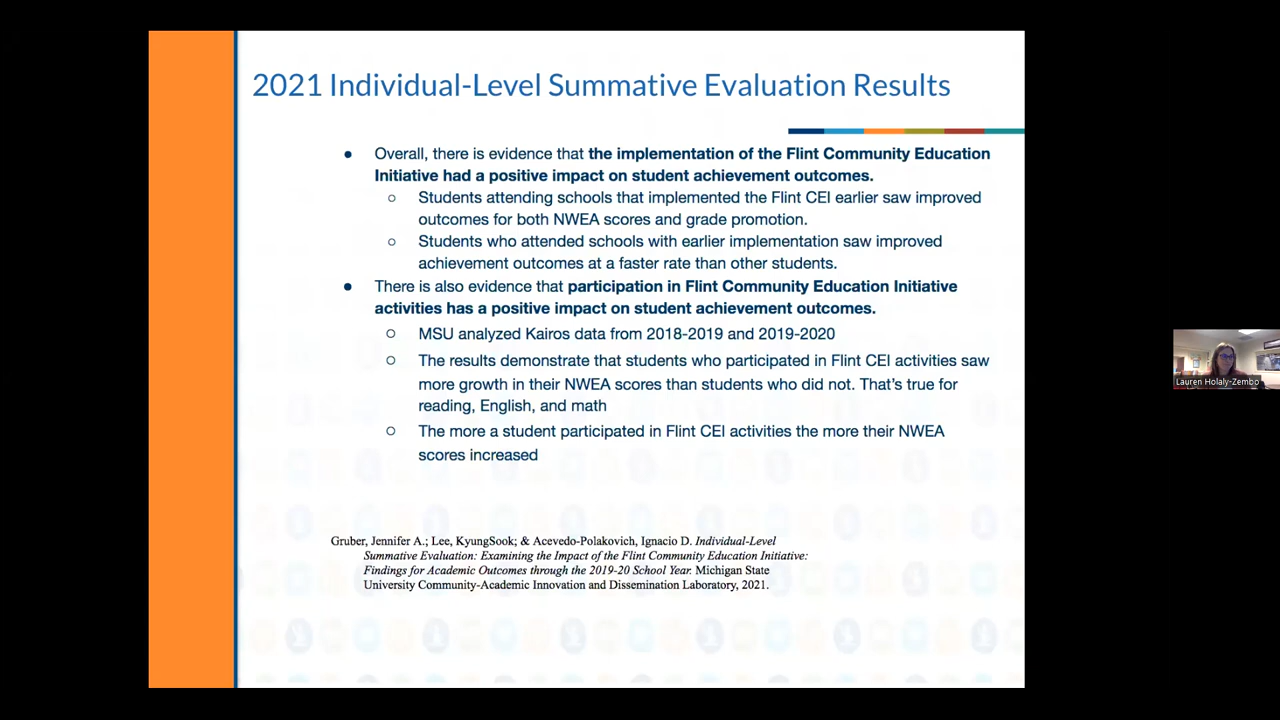 2021 Individual-Level Summative Evaluation Results
● Overall, there is evidence that the implementation of the Flint Community Education
Initiative had a positive impact on student achievement outcomes.
○ Students attending schools that implemented the Flint CEI earlier saw improved
outcomes for both NWEA scores and grade promotion.
○ Students who attended schools with earlier implementation saw improved
achievement outcomes at a faster rate than other students.
● There is also evidence that participation in Flint Community Education Initiative
activities has a positive impact on student achievement outcomes.
○ MSU analyzed Kairos data from 2018-2019 and 2019-2020
○ The results demonstrate that students who participated in Flint CEI activities saw
more growth in their NWEA scores than students who did not. That's true for
reading, English, and math
○ The more a student participated in Flint CEI activities the more their NWEA
scores increased
Gruber, Jennifer A.; Lee, KyungSook; & Acevedo-Polakovich, Ignacio D. Individual-Level
Summative Evaluation: Examining the Impact of the Flint Community Education Initiative:
Findings for Academic Outcomes through the 2019-20 School Year. Michigan State
University Community-Academic Innovation and Dissemination Laboratory, 2021.
Lauren Holaly-Zembo